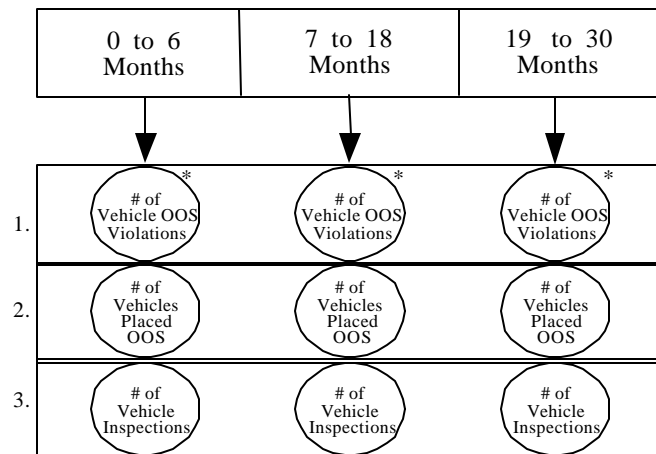 0 to 6 Months
7 to 18 Months
19 to 30 Months
1.
# of
Vehicle OOS
Violations
*
# of
Vehicle OOS
Violations
*
# of
Vehicle OOS
Violations
*
2.
# of
Vehicles
Placed
OOS
# of
Vehicles
Placed
OOS
# of
Vehicles
Placed
OOS
3.
# of
Vehicle
Inspections
# of
Vehicle
Inspections
# of
Vehicle
Inspections